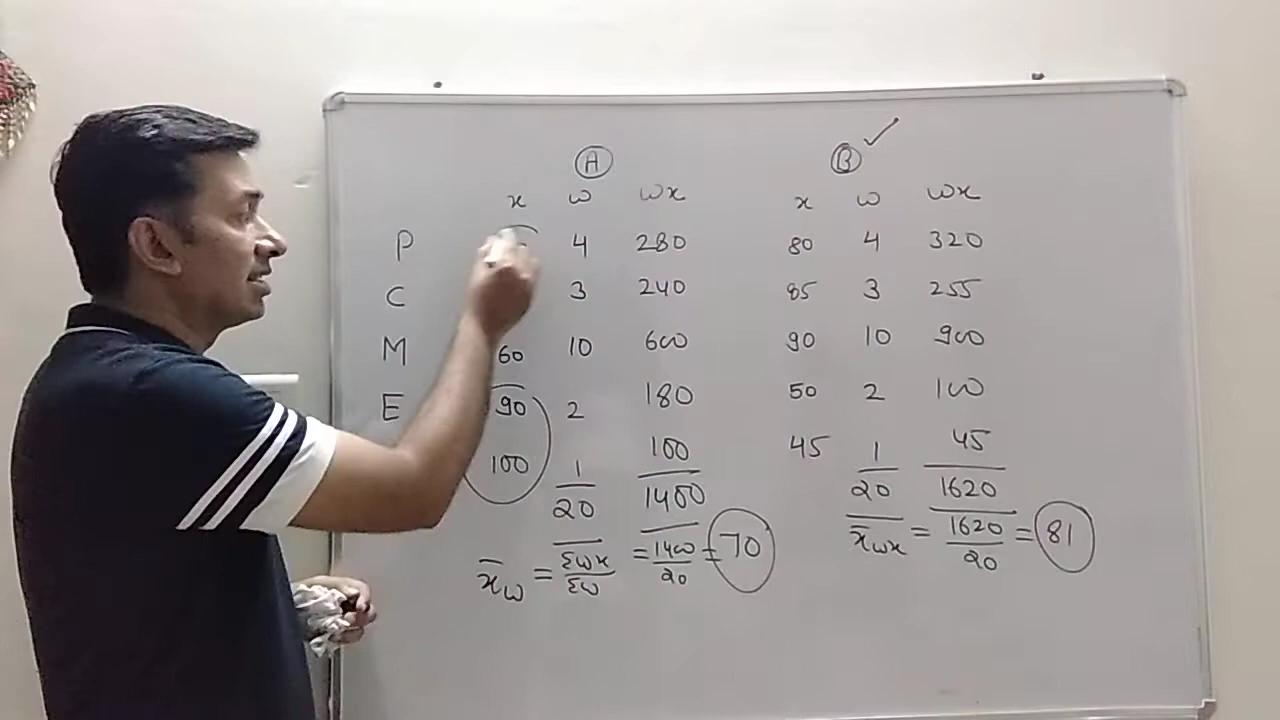 A B ✓
x w wx x w wx
P 4 280 80 4 320
C 3 240 85 3 255
M 60 10 600 90 10 900
E 90 2 180 50 2 100
100 1 100 45 1 45
20 1400 20 1620
x̄w = Σwx/Σw = 1400/20 = 70 x̄wx = 1620/20 = 81